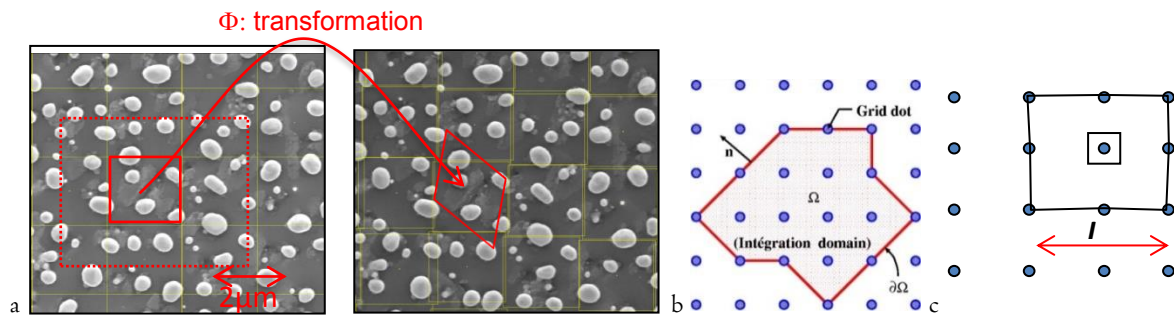 Φ: transformation
2μm
a
Grid dot
n
Ω
(Intégration domain)
∂Ω
b
l
c